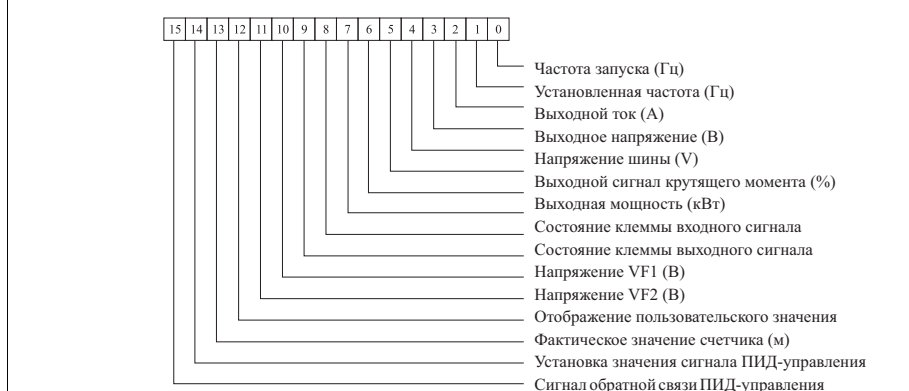 15 14 13 12 11 10 9 8 7 6 5 4 3 2 1 0
Частота запуска (Гц)
Установленная частота (Гц)
Выходной ток (А)
Выходное напряжение (В)
Напряжение шины (V)
Выходной сигнал крутящего момента (%)
Выходная мощность (кВт)
Состояние клеммы входного сигнала
Состояние клеммы выходного сигнала
Напряжение VF1 (В)
Напряжение VF2 (В)
Отображение пользовательского значения
Фактическое значение счетчика (м)
Установка значения сигнала ПИД-управления
Сигнал обратной связи ПИД-управления